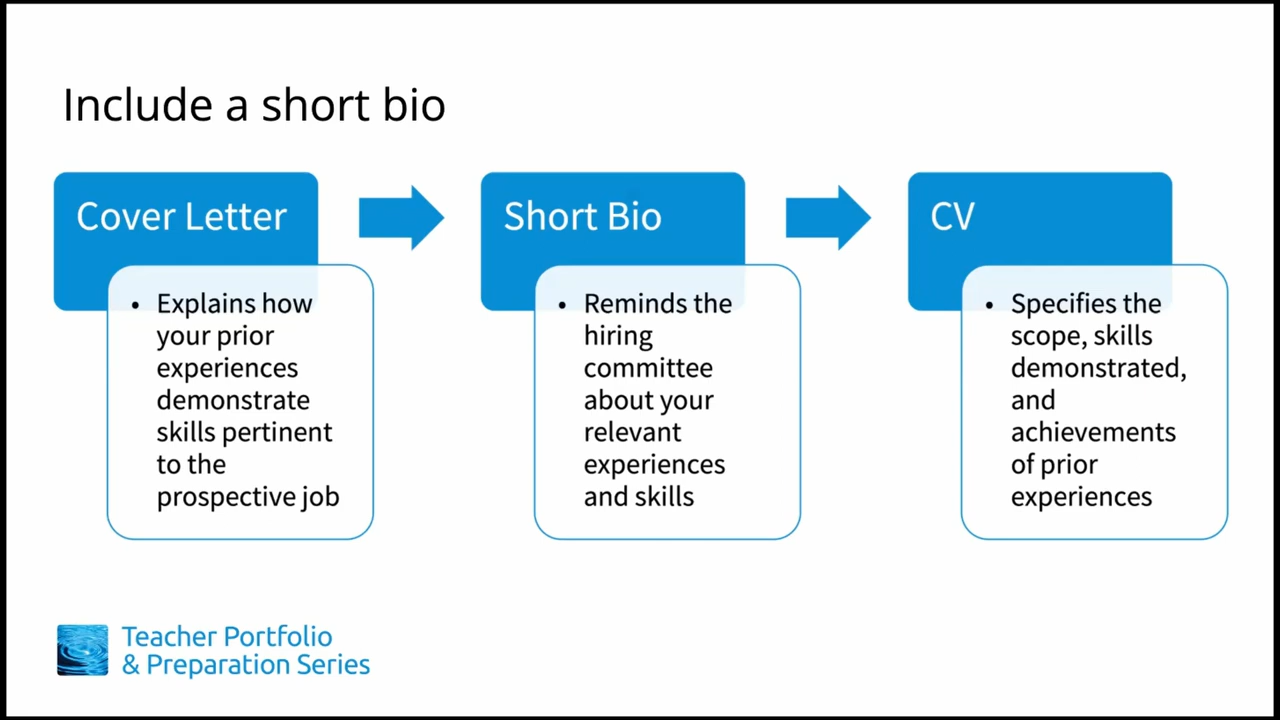 Include a short bio
Cover Letter
• Explains how
your prior
experiences
demonstrate
skills pertinent
to the
prospective job
Short Bio
• Reminds the
hiring
committee
about your
relevant
experiences
and skills
CV
• Specifies the
scope, skills
demonstrated,
and
achievements
of prior
experiences
Teacher Portfolio
& Preparation Series